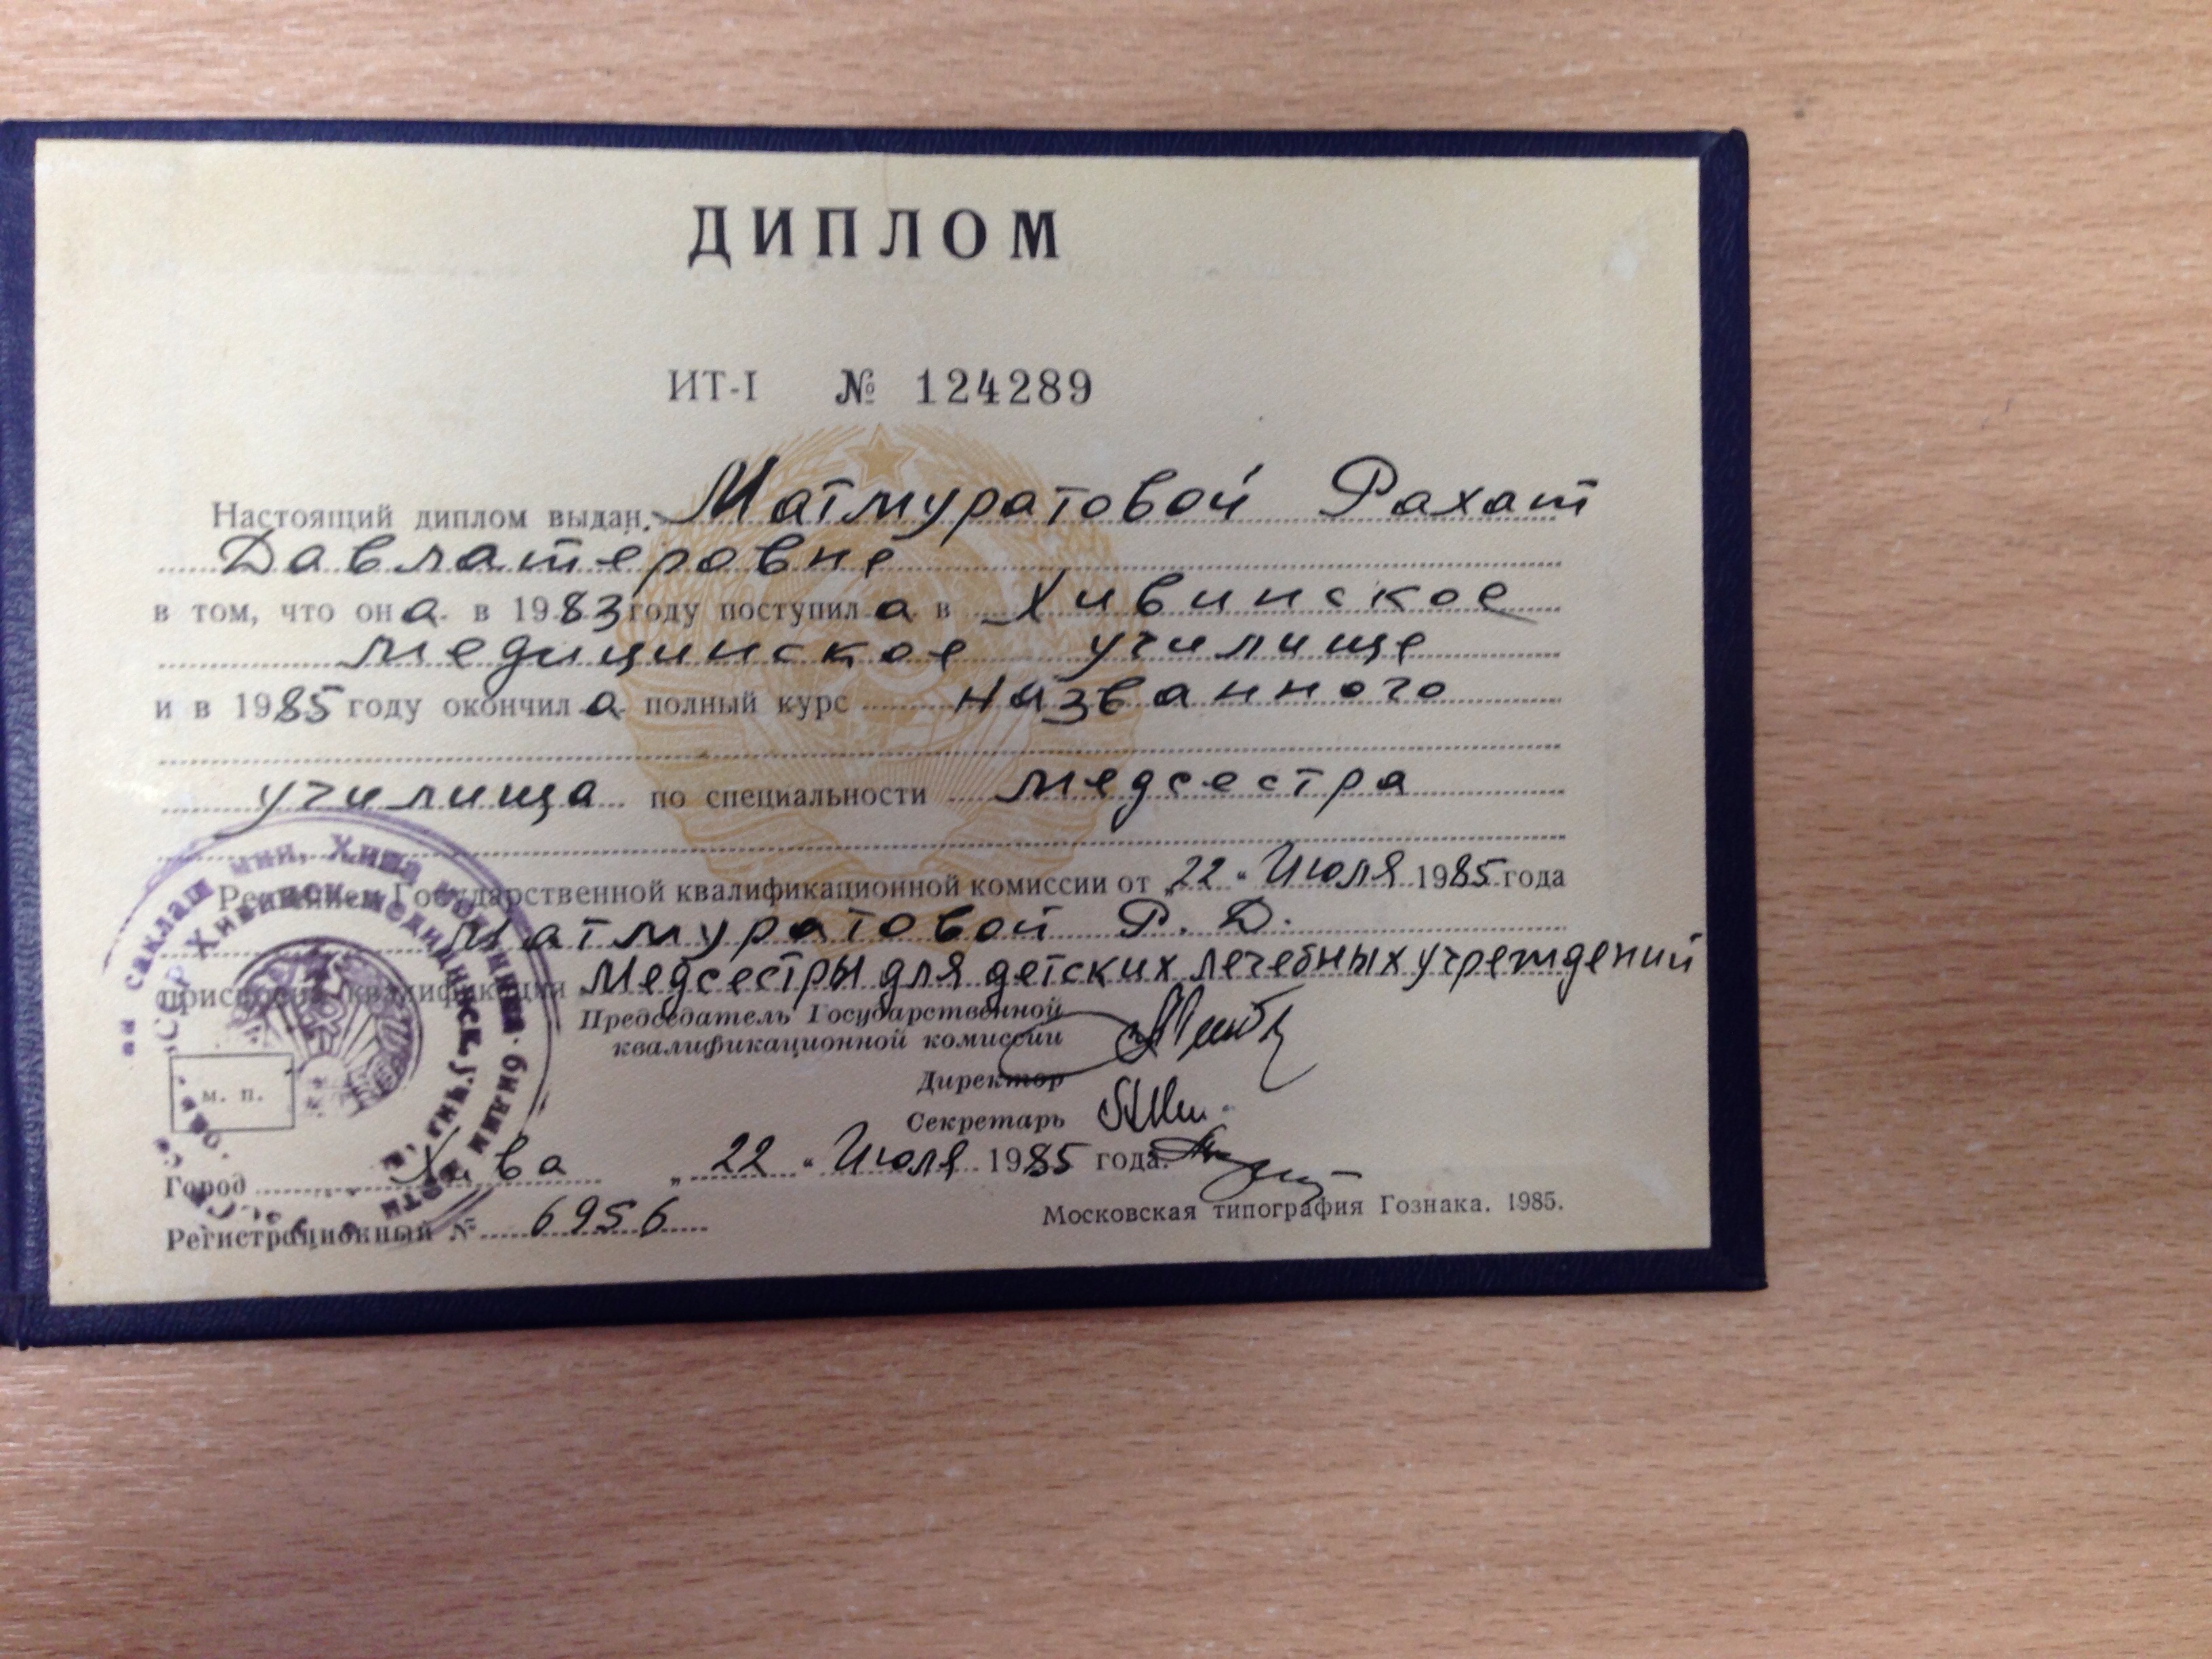 ДИПЛОМ
ИТ-I № 124289
Настоящий диплом выдан Матмуратовой Рахат
Давлатеровне
в том, что она в 1983 году поступила в Хивинское
медицинское училище
и в 1985 году окончила полный курс названного
училища по специальности медсестра
Решением Государственной квалификационной комиссии от „22“ Июля 1985 года
Матмуратовой Р. Д.
присвоена квалификация Медсестры для детских лечебных учреждений
Председатель Государственной
квалификационной комиссии
Директор
Секретарь
м. п.
Город Хива „22“ Июля 1985 года.
Регистрационный № 6956
Московская типография Гознака. 1985.